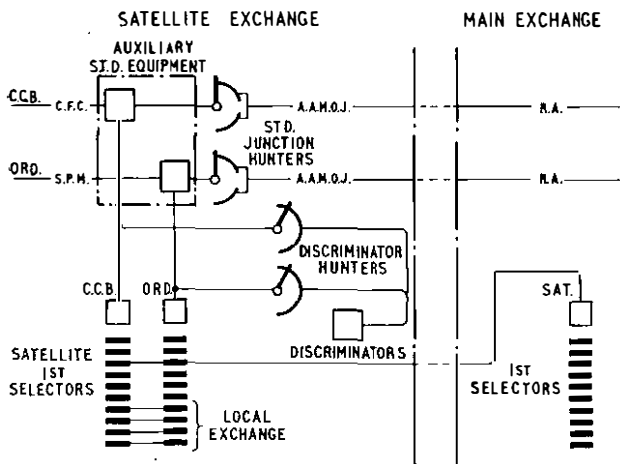 SATELLITE EXCHANGE
MAIN EXCHANGE
AUXILIARY
S.T.D. EQUIPMENT
C.C.B.
C.F.C.
A.A.M.O.J.
M.A.
S.T.D.
JUNCTION
HUNTERS
ORD.
S.P.M.
A.A.M.O.J.
M.A.
DISCRIMINATOR
HUNTERS
C.C.B.
ORD.
SAT.
DISCRIMINATORS
SATELLITE
1ST
SELECTORS
1ST
SELECTORS
LOCAL
EXCHANGE